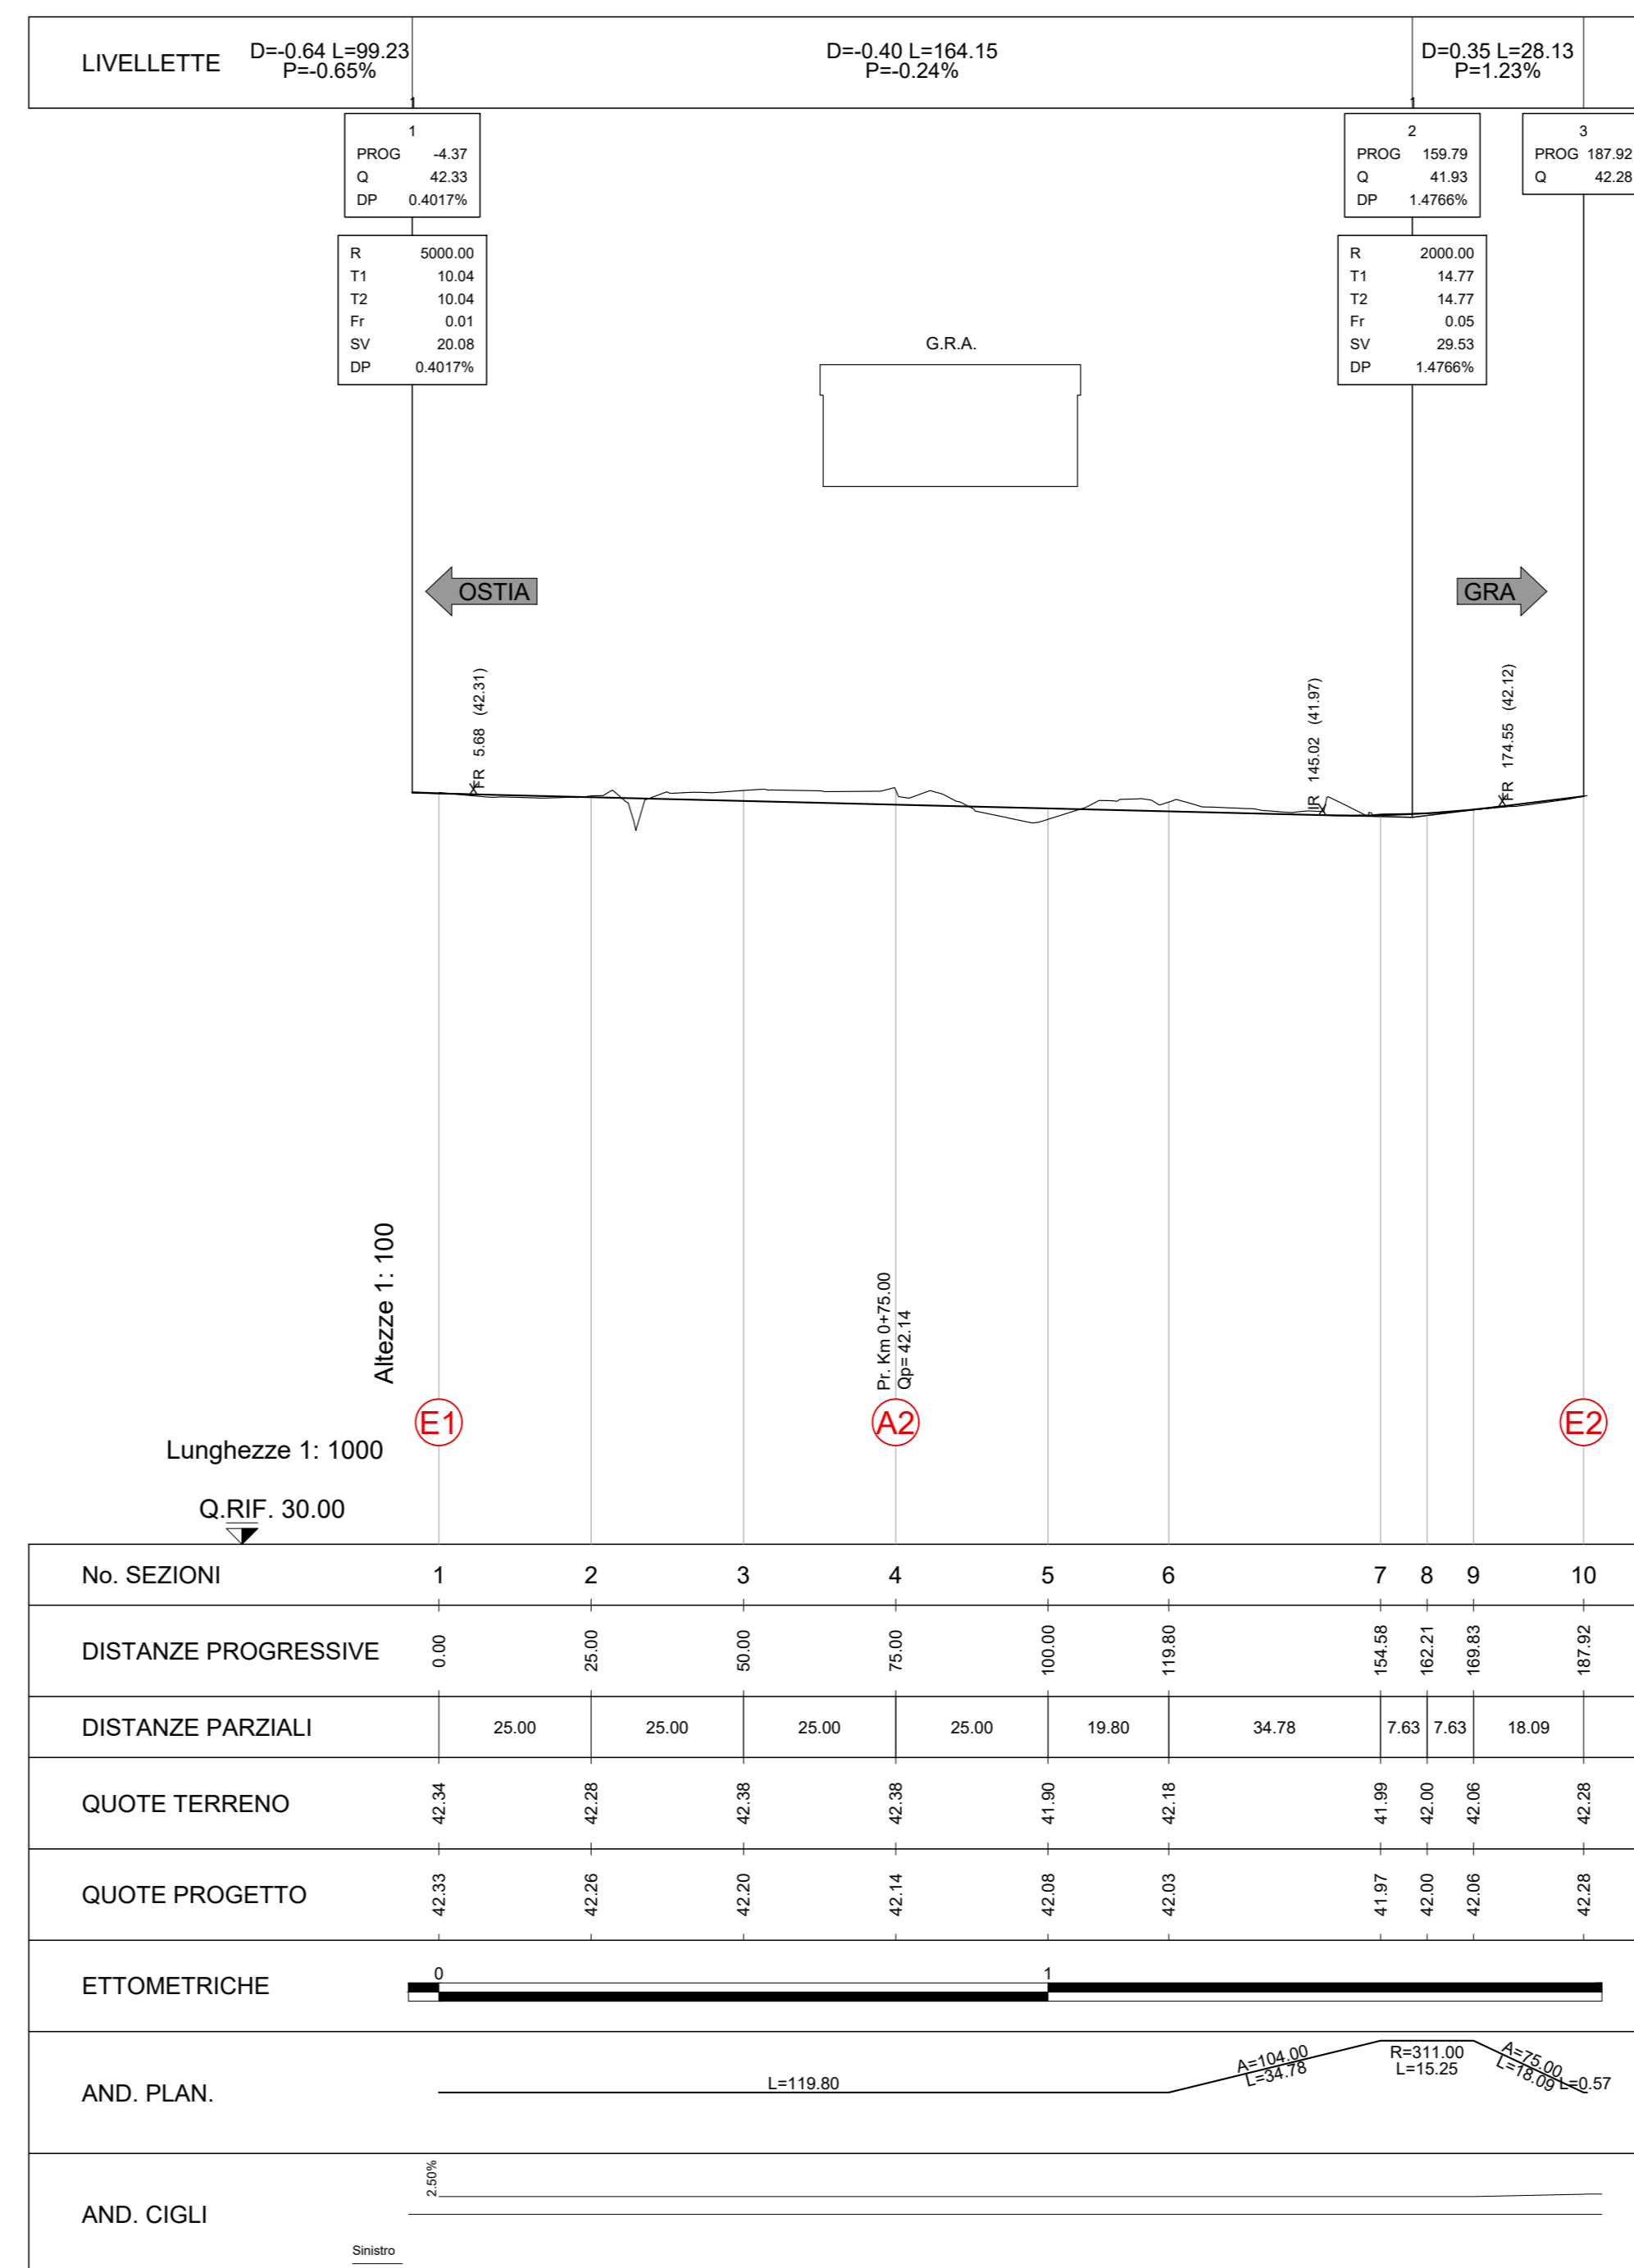 LIVELLETTE
D=-0.64 L=99.23
P=-0.65%
D=-0.40 L=164.15
P=-0.24%
D=0.35 L=28.13
P=1.23%
1
1
1
PROG -4.37
Q 42.33
DP 0.4017%
2
PROG 159.79
Q 41.93
DP 1.4766%
3
PROG 187.92
Q 42.28
R 5000.00
T1 10.04
T2 10.04
Fr 0.01
SV 20.08
DP 0.4017%
R 2000.00
T1 14.77
T2 14.77
Fr 0.05
SV 29.53
DP 1.4766%
G.R.A.
OSTIA
GRA
FR 5.68 (42.31)
IR 145.02 (41.97)
FR 174.55 (42.12)
Altezze 1: 100
Pr. Km 0+75.00
Qp= 42.14
E1
A2
E2
Lunghezze 1: 1000
Q.RIF. 30.00
No. SEZIONI 1 2 3 4 5 6 7 8 9 10
DISTANZE PROGRESSIVE 0.00 25.00 50.00 75.00 100.00 119.80 154.58 162.21 169.83 187.92
DISTANZE PARZIALI 25.00 25.00 25.00 25.00 19.80 34.78 7.63 7.63 18.09
QUOTE TERRENO 42.34 42.28 42.38 42.38 41.90 42.18 41.99 42.00 42.06 42.28
QUOTE PROGETTO 42.33 42.26 42.20 42.14 42.08 42.03 41.97 42.00 42.06 42.28
ETTOMETRICHE 0 1
AND. PLAN.
L=119.80
A=104.00
L=34.78
R=311.00
L=15.25
A=75.00
L=18.09
L=0.57
AND. CIGLI
2.50%
Sinistro